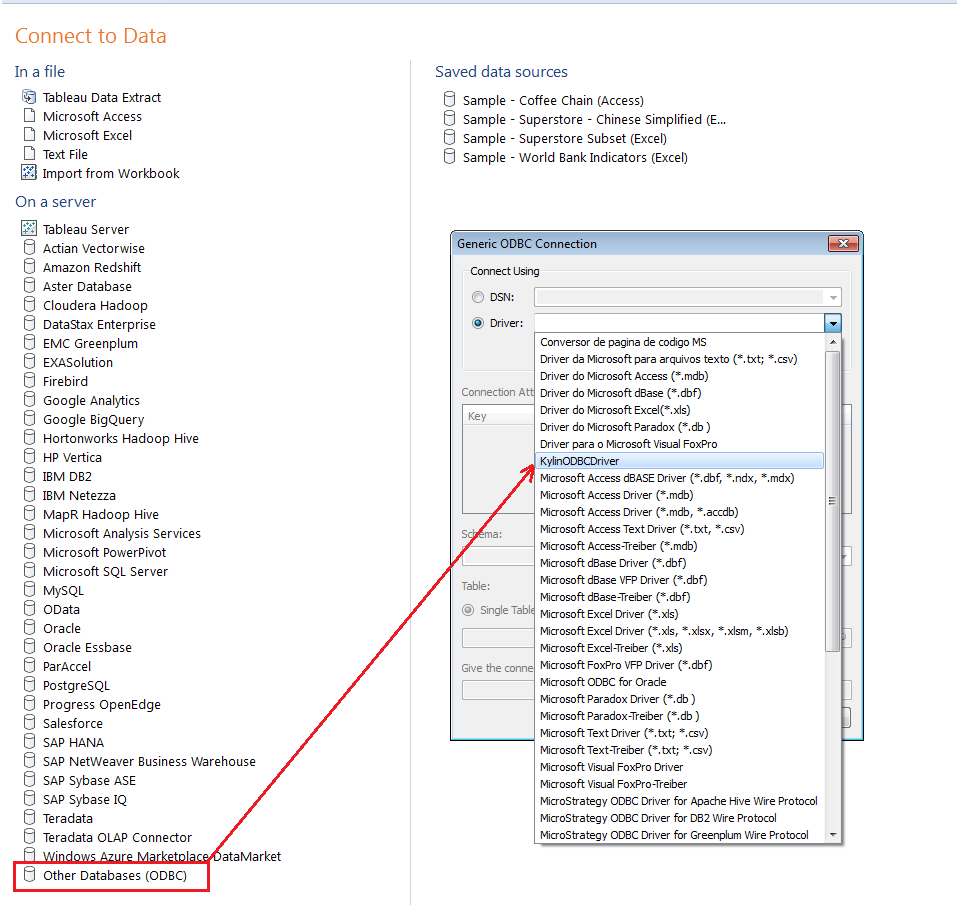 Connect to Data
In a file
Tableau Data Extract
Microsoft Access
Microsoft Excel
Text File
Import from Workbook
On a server
Tableau Server
Actian Vectorwise
Amazon Redshift
Aster Database
Cloudera Hadoop
DataStax Enterprise
EMC Greenplum
EXASolution
Firebird
Google Analytics
Google BigQuery
Hortonworks Hadoop Hive
HP Vertica
IBM DB2
IBM Netezza
MapR Hadoop Hive
Microsoft Analysis Services
Microsoft PowerPivot
Microsoft SQL Server
MySQL
OData
Oracle
Oracle Essbase
ParAccel
PostgreSQL
Progress OpenEdge
Salesforce
SAP HANA
SAP NetWeaver Business Warehouse
SAP Sybase ASE
SAP Sybase IQ
Teradata
Teradata OLAP Connector
Windows Azure Marketplace DataMarket
Other Databases (ODBC)
Saved data sources
Sample - Coffee Chain (Access)
Sample - Superstore - Chinese Simplified (E...
Sample - Superstore Subset (Excel)
Sample - World Bank Indicators (Excel)
Generic ODBC Connection
Connect Using
DSN:
Driver:
Connection Att
Key
Schema:
Table:
Single Table
Give the conne
Conversor de pagina de codigo MS
Driver da Microsoft para arquivos texto (*.txt; *.csv)
Driver do Microsoft Access (*.mdb)
Driver do Microsoft dBase (*.dbf)
Driver do Microsoft Excel(*.xls)
Driver do Microsoft Paradox (*.db )
Driver para o Microsoft Visual FoxPro
KylinODBCDriver
Microsoft Access dBASE Driver (*.dbf, *.ndx, *.mdx)
Microsoft Access Driver (*.mdb)
Microsoft Access Driver (*.mdb, *.accdb)
Microsoft Access Text Driver (*.txt, *.csv)
Microsoft Access-Treiber (*.mdb)
Microsoft dBase Driver (*.dbf)
Microsoft dBase VFP Driver (*.dbf)
Microsoft dBase-Treiber (*.dbf)
Microsoft Excel Driver (*.xls)
Microsoft Excel Driver (*.xls, *.xlsx, *.xlsm, *.xlsb)
Microsoft Excel-Treiber (*.xls)
Microsoft FoxPro VFP Driver (*.dbf)
Microsoft ODBC for Oracle
Microsoft Paradox Driver (*.db )
Microsoft Paradox-Treiber (*.db )
Microsoft Text Driver (*.txt; *.csv)
Microsoft Text-Treiber (*.txt; *.csv)
Microsoft Visual FoxPro Driver
Microsoft Visual FoxPro-Treiber
MicroStrategy ODBC Driver for Apache Hive Wire Protocol
MicroStrategy ODBC Driver for DB2 Wire Protocol
MicroStrategy ODBC Driver for Greenplum Wire Protocol